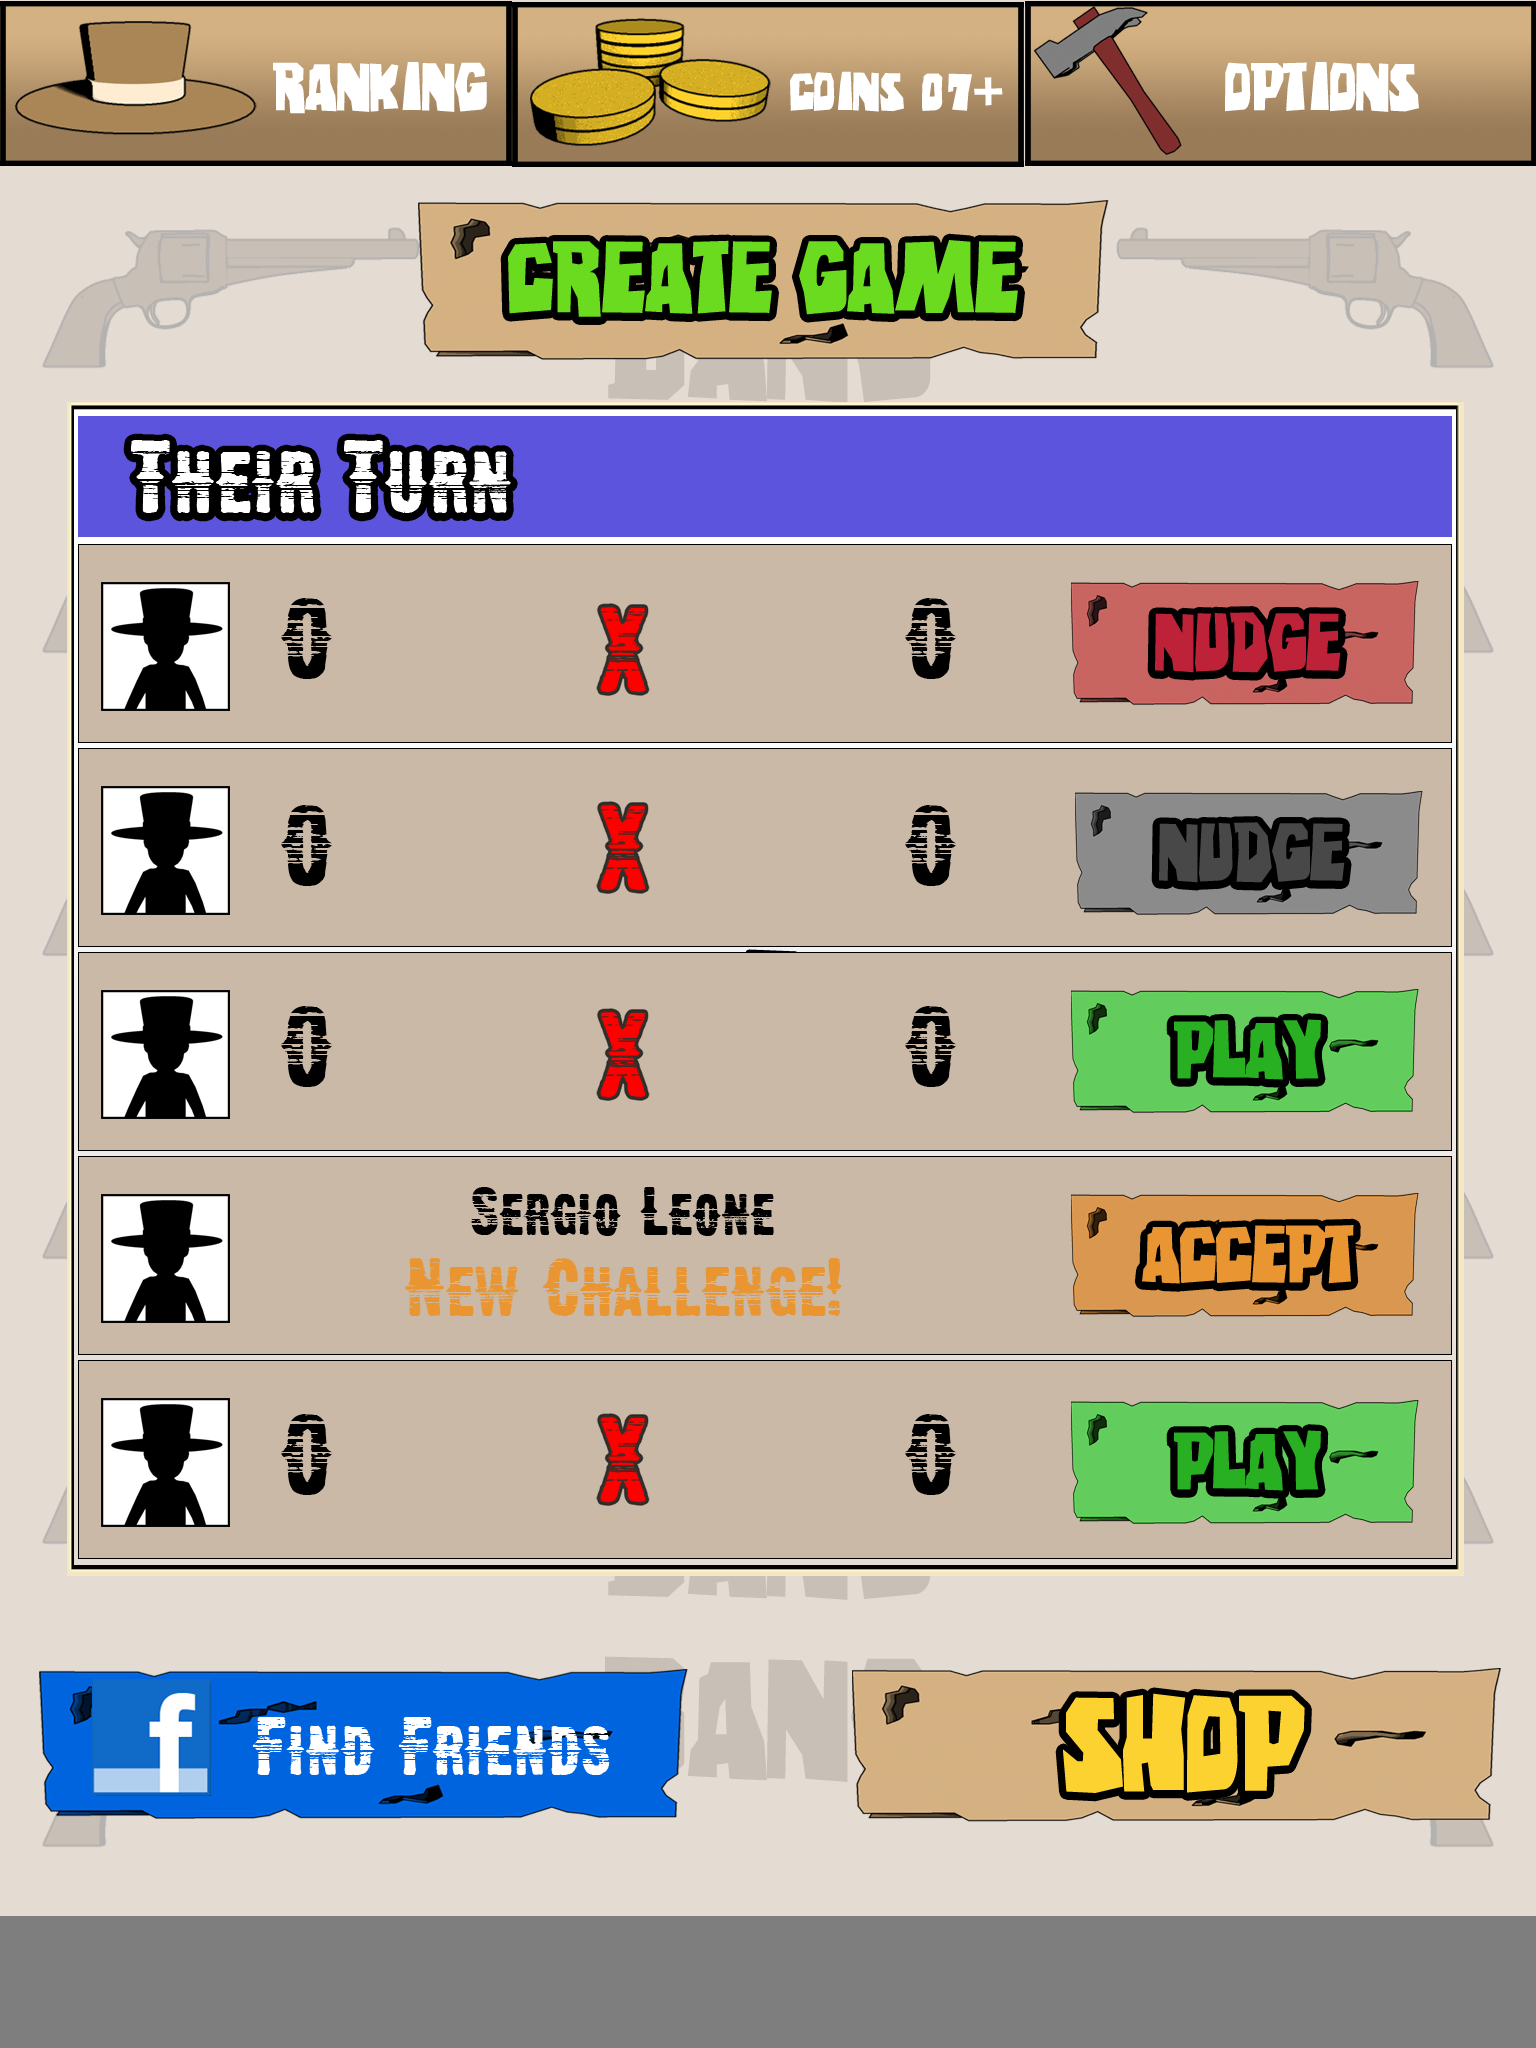 RANKING
COINS 07+
OPTIONS
CREATE GAME
BANG
THEIR TURN
0 X 0 NUDGE
0 X 0 NUDGE
0 X 0 PLAY
SERGIO LEONE
NEW CHALLENGE!
ACCEPT
0 X 0 PLAY
f FIND FRIENDS
SHOP